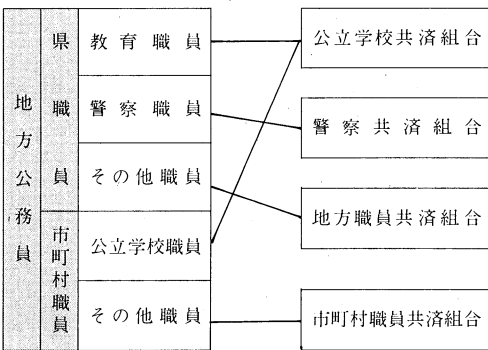 地方公務員
県職員
教育職員
警察職員
その他職員
市町村職員
公立学校職員
その他職員
公立学校共済組合
警察共済組合
地方職員共済組合
市町村職員共済組合